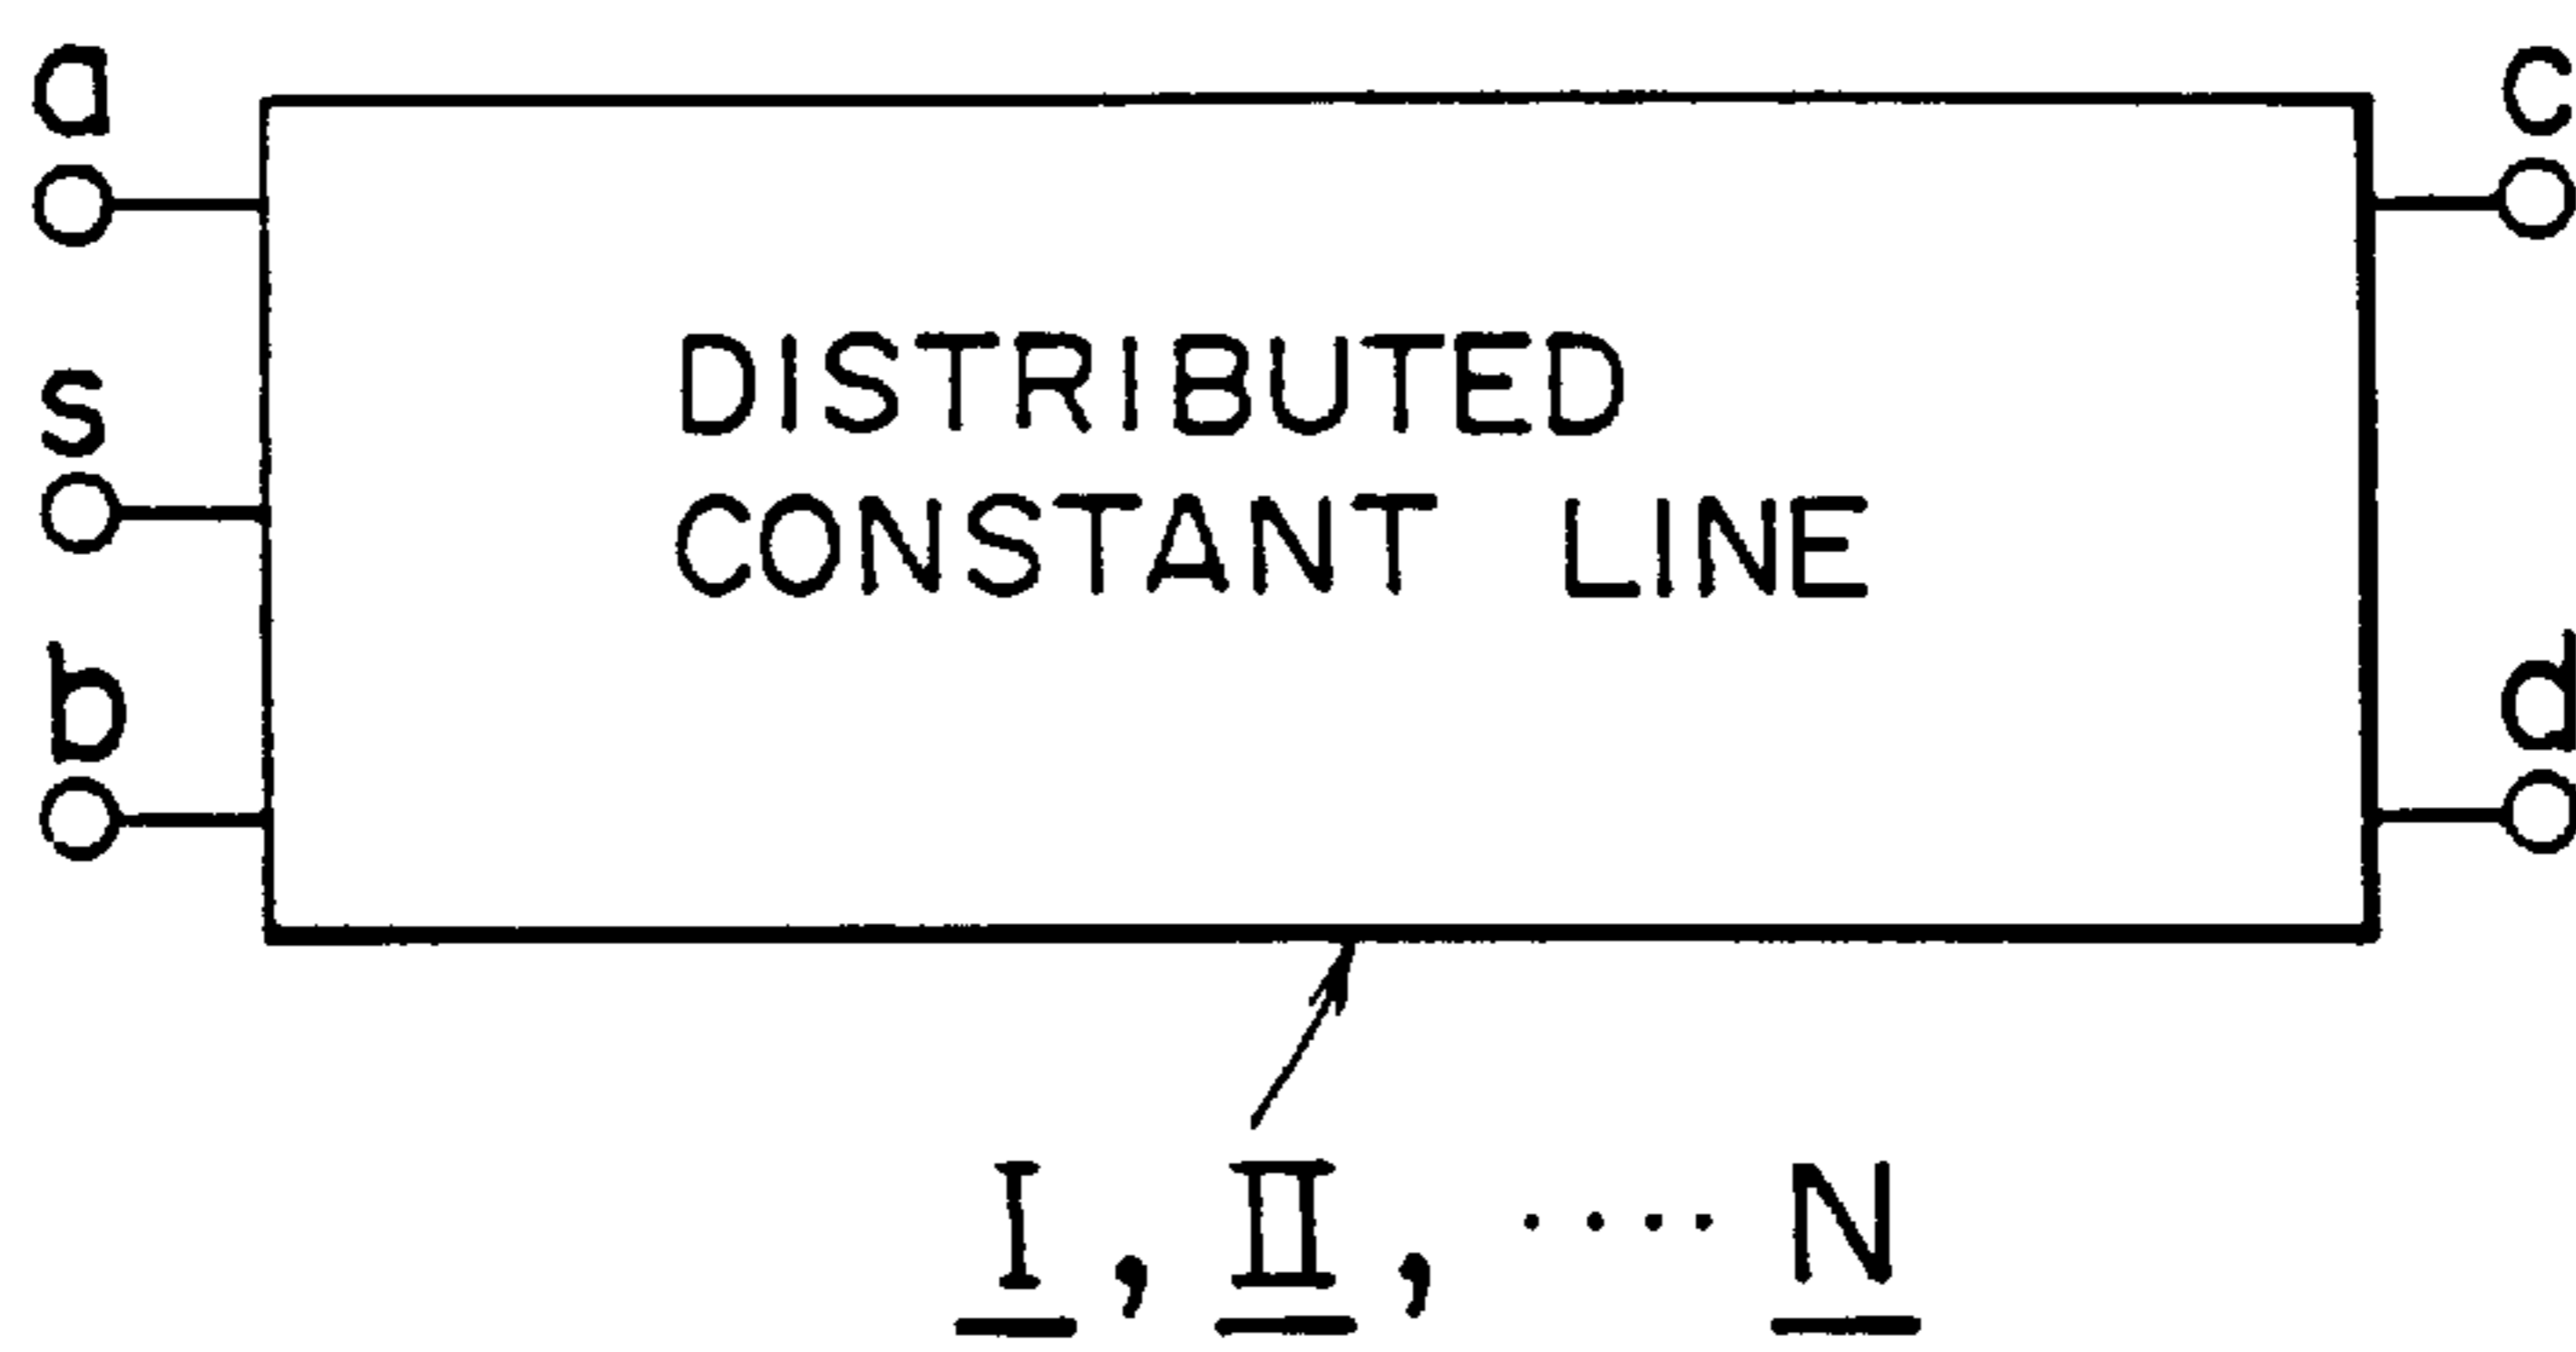 a
c
s
DISTRIBUTED
CONSTANT LINE
b
d
I, II, .... N